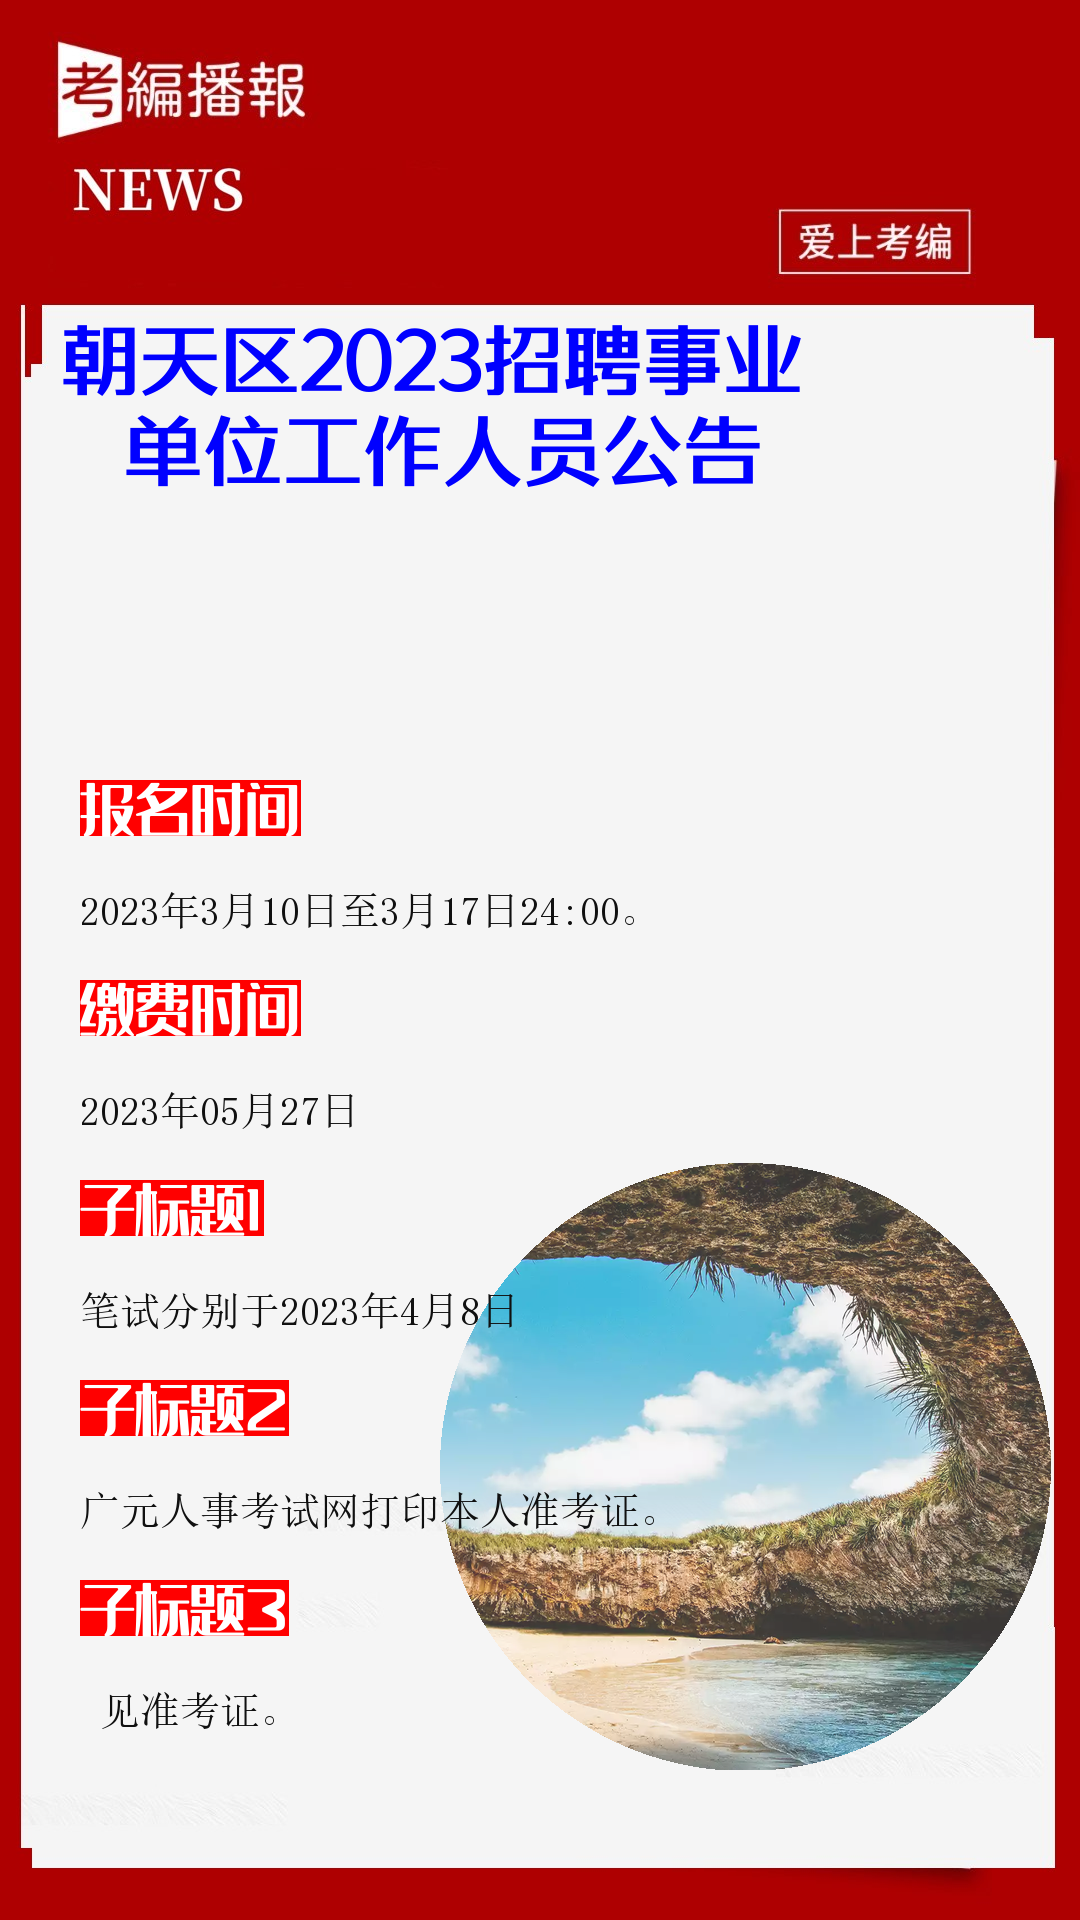 考編播報
NEWS
爱上考编
朝天区2023招聘事业
单位工作人员公告
报名时间
2023年3月10日至3月17日24:00。
缴费时间
2023年05月27日
子标题1
笔试分别于2023年4月8日
子标题2
广元人事考试网打印本人准考证。
子标题3
见准考证。